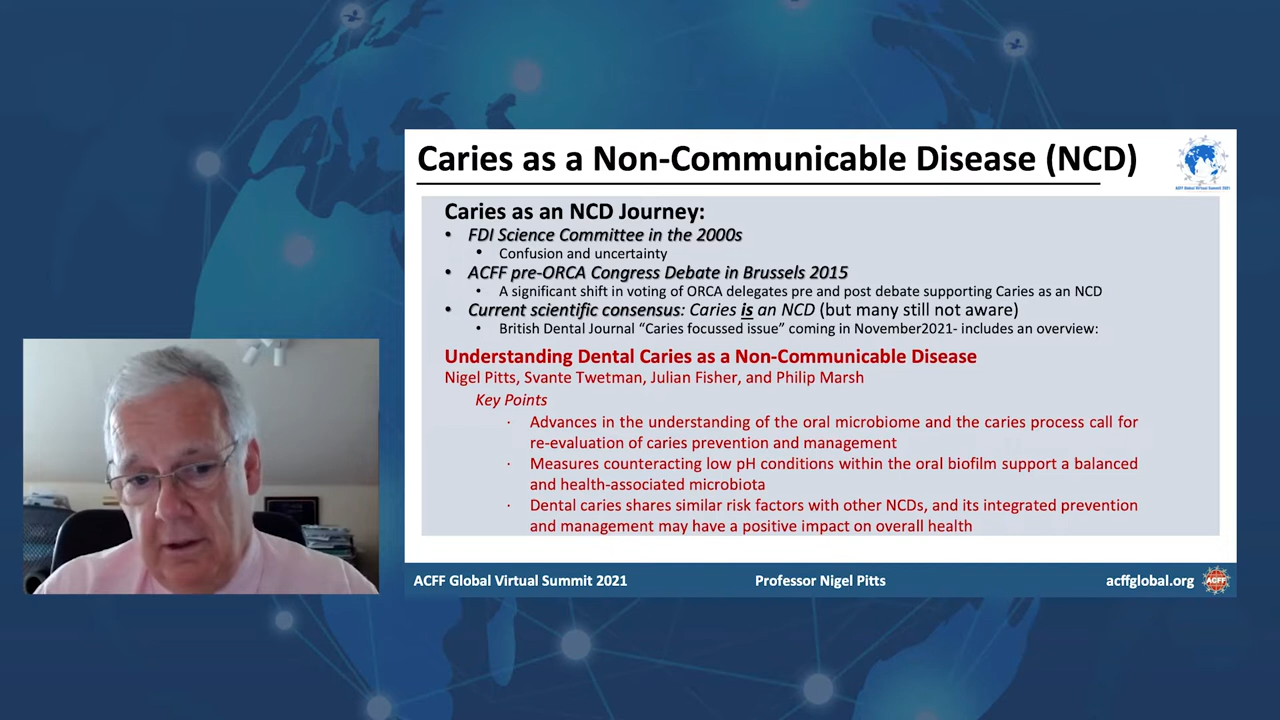 Caries as a Non-Communicable Disease (NCD)
ACFF Global Virtual Summit 2021
Caries as an NCD Journey:
• FDI Science Committee in the 2000s
• Confusion and uncertainty
• ACFF pre-ORCA Congress Debate in Brussels 2015
• A significant shift in voting of ORCA delegates pre and post debate supporting Caries as an NCD
• Current scientific consensus: Caries is an NCD (but many still not aware)
• British Dental Journal “Caries focussed issue” coming in November2021- includes an overview:
Understanding Dental Caries as a Non-Communicable Disease
Nigel Pitts, Svante Twetman, Julian Fisher, and Philip Marsh
Key Points
· Advances in the understanding of the oral microbiome and the caries process call for
re-evaluation of caries prevention and management
· Measures counteracting low pH conditions within the oral biofilm support a balanced
and health-associated microbiota
· Dental caries shares similar risk factors with other NCDs, and its integrated prevention
and management may have a positive impact on overall health
ACFF Global Virtual Summit 2021
Professor Nigel Pitts
acffglobal.org
ACFF